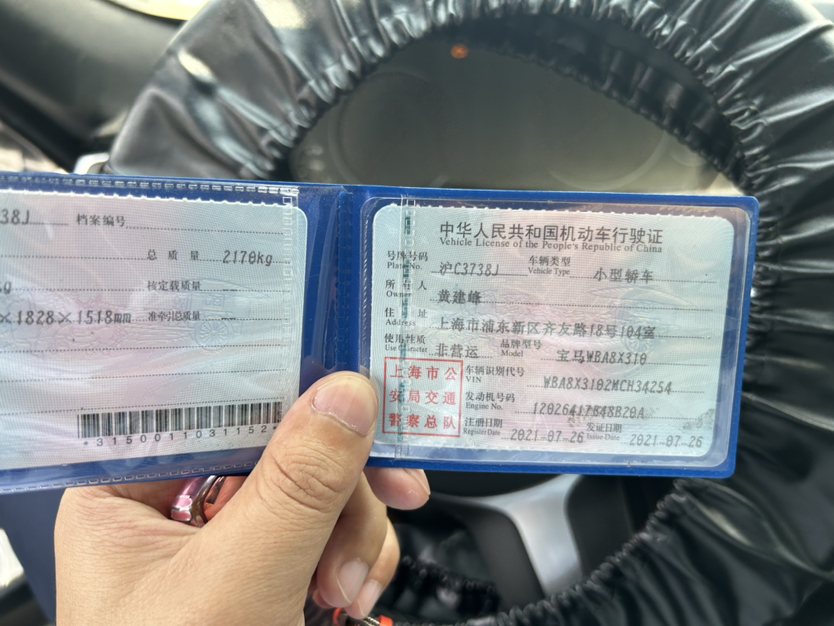 38J 档案编号
总质量 2170kg
kg 核定载质量 --
×1828×1518mm 准牵引总质量 --
*3150011031152*
中华人民共和国机动车行驶证
Vehicle License of the People's Republic of China
号牌号码 Plate No. 沪C3738J 车辆类型 Vehicle Type 小型轿车
所有人 Owner 黄建峰
住址 Address 上海市浦东新区齐友路18号104室
使用性质 Use Character 非营运 品牌型号 Model 宝马WBA8X310
上海市公
安局交通
警察总队
车辆识别代号 VIN WBA8X3102MCH34254
发动机号码 Engine No. 12026417B48B20A
注册日期 Register Date 2021-07-26 发证日期 Issue Date 2021-07-26